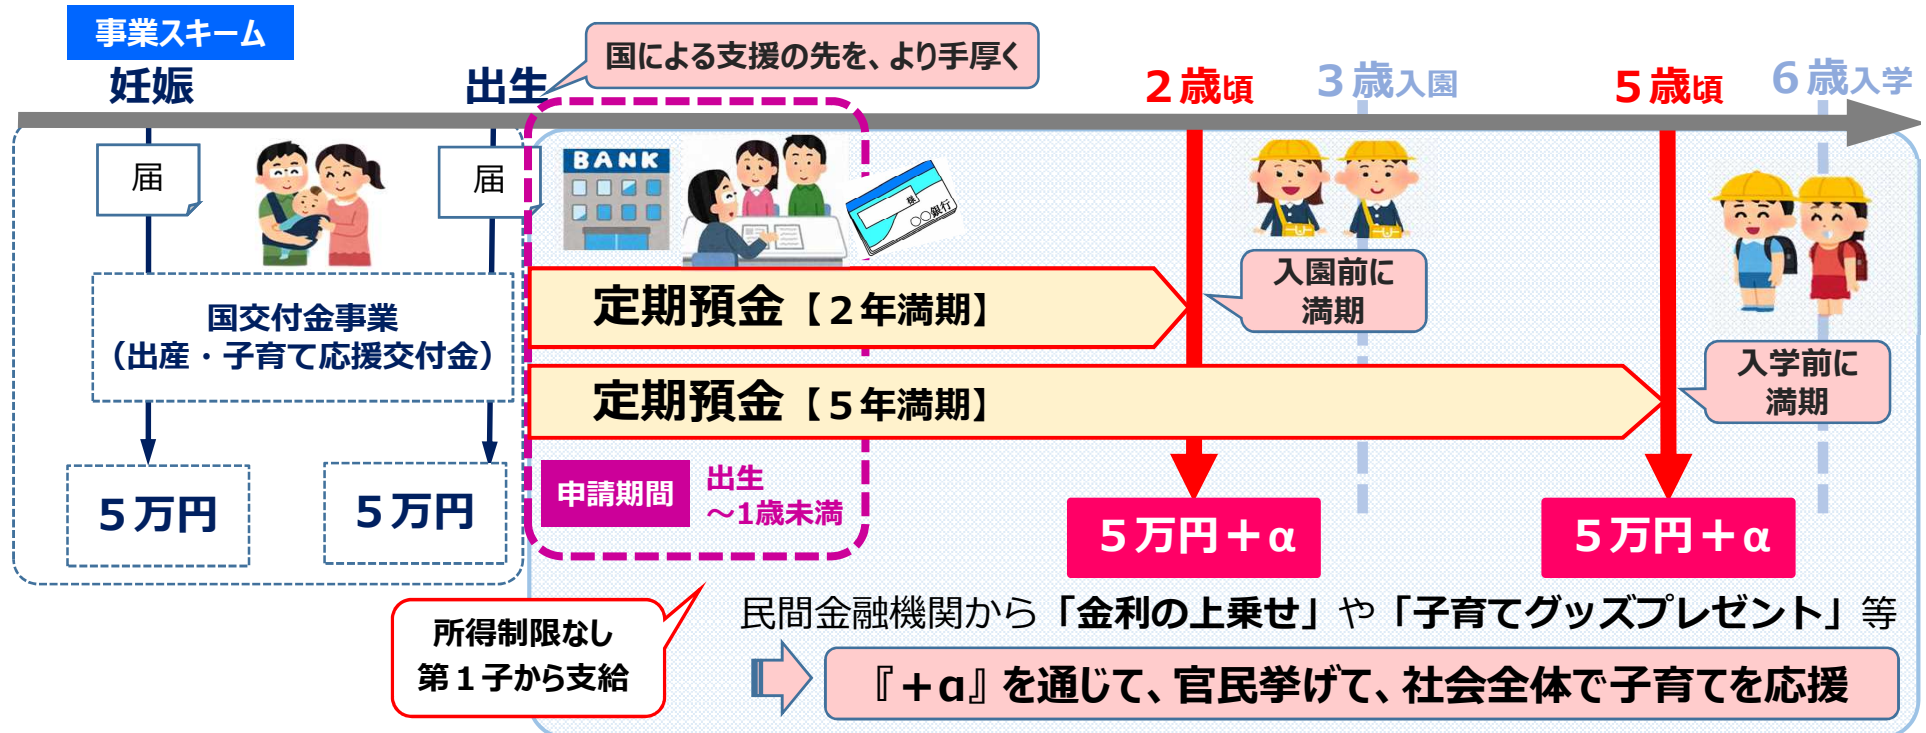 事業スキーム
国による支援の先を、より手厚く
妊娠
出生
2歳頃
3歳入園
5歳頃
6歳入学
届
届
BANK
様
○○銀行
定期預金【2年満期】
入園前に
満期
国交付金事業
(出産・子育て応援交付金)
定期預金【5年満期】
入学前に
満期
5万円
5万円
申請期間
出生
～1歳未満
5万円+α
5万円+α
所得制限なし
第1子から支給
民間金融機関から「金利の上乗せ」や「子育てグッズプレゼント」等
『+α』を通じて、官民挙げて、社会全体で子育てを応援